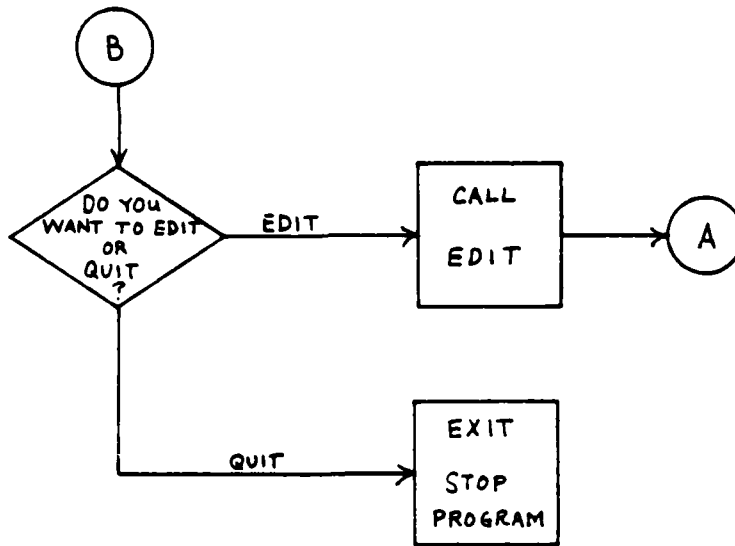 B
DO YOU
WANT TO EDIT
OR
QUIT
?
EDIT
CALL
EDIT
A
QUIT
EXIT
STOP
PROGRAM